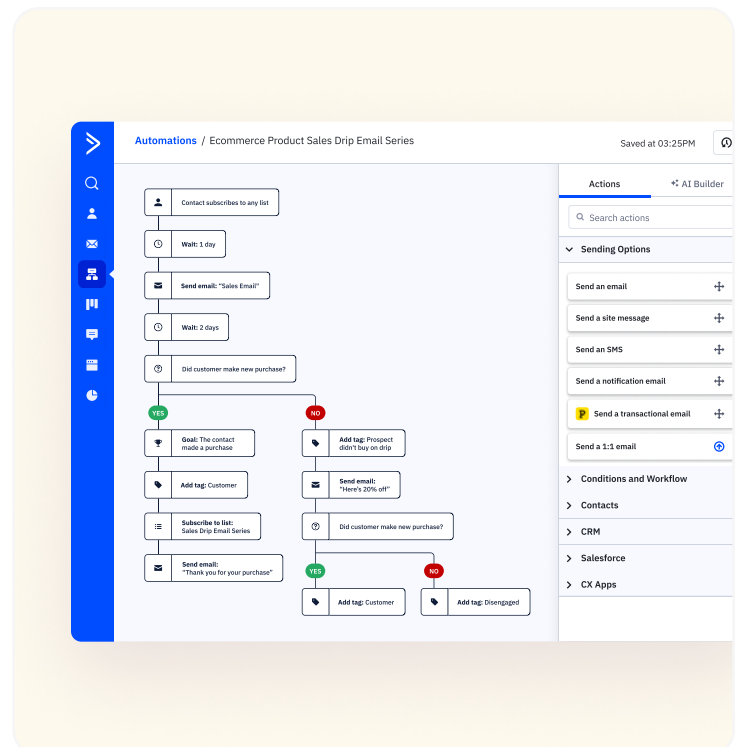 Automations / Ecommerce Product Sales Drip Email Series
Saved at 03:25PM
Contact subscribes to any list
Wait: 1 day
Send email: "Sales Email"
Wait: 2 days
Did customer make new purchase?
YES
NO
Goal: The contact
made a purchase
Add tag: Customer
Subscribe to list:
Sales Drip Email Series
Send email:
"Thank you for your purchase"
Add tag: Prospect
didn't buy on drip
Send email:
"Here's 20% off"
Did customer make new purchase?
YES
NO
Add tag: Customer
Add tag: Disengaged
Actions
AI Builder
Search actions
Sending Options
Send an email
Send a site message
Send an SMS
Send a notification email
Send a transactional email
Send a 1:1 email
Conditions and Workflow
Contacts
CRM
Salesforce
CX Apps